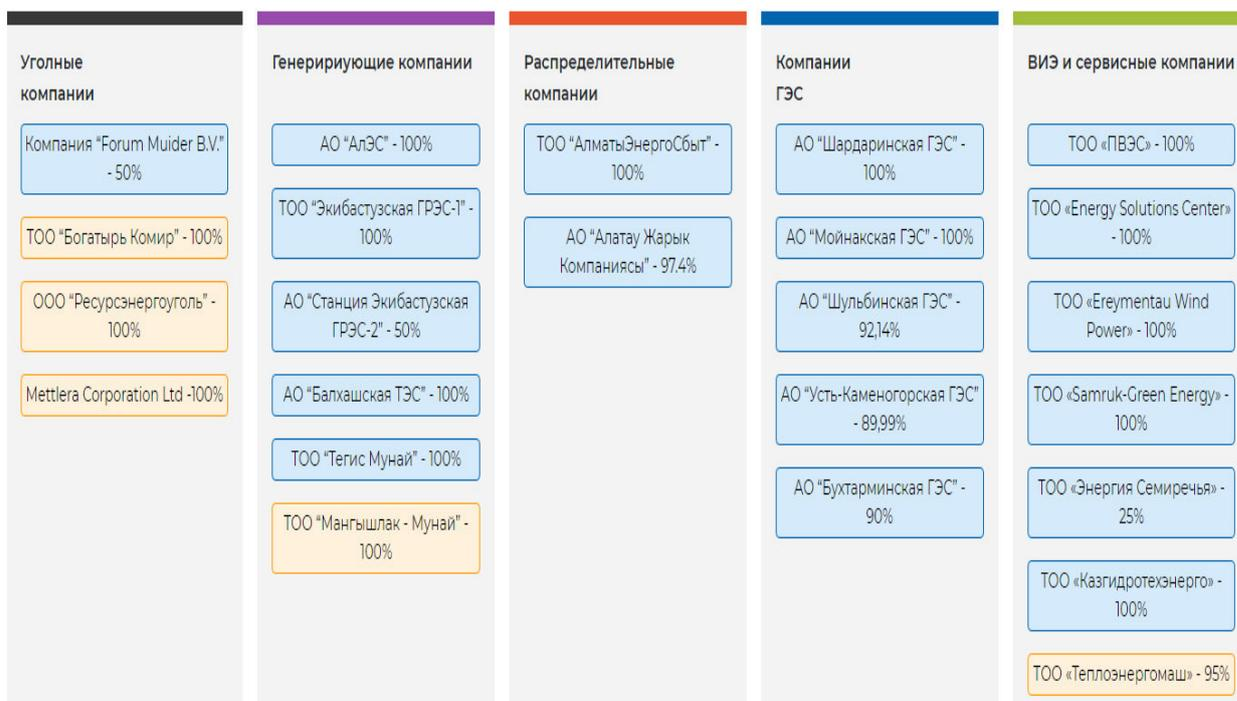 Уголные
компании
Компания “Forum Muider B.V.”
- 50%
ТОО “Богатырь Комир” - 100%
ООО “Ресурсэнергоуголь” -
100%
Mettlera Corporation Ltd -100%
Генеририующие компании
АО “АлЭС” - 100%
ТОО “Экибастузская ГРЭС-1” -
100%
АО “Станция Экибастузская
ГРЭС-2” - 50%
АО “Балхашская ТЭС” - 100%
ТОО “Тегис Мунай” - 100%
ТОО “Мангышлак - Мунай” -
100%
Распределительные
компании
ТОО “АлматыЭнергоСбыт” -
100%
АО “Алатау Жарык
Компаниясы” - 97.4%
Компании
ГЭС
АО “Шардаринская ГЭС” -
100%
АО “Мойнакская ГЭС” - 100%
АО “Шульбинская ГЭС” -
92,14%
АО “Усть-Каменогорская ГЭС”
- 89,99%
АО “Бухтарминская ГЭС” -
90%
ВИЭ и сервисные компании
ТОО «ПВЭС» - 100%
ТОО «Energy Solutions Center»
- 100%
ТОО «Ereymentau Wind
Power» - 100%
ТОО «Samruk-Green Energy» -
100%
ТОО «Энергия Семиречья» -
25%
ТОО «Казгидротехэнерго» -
100%
ТОО «Теплоэнергомаш» - 95%